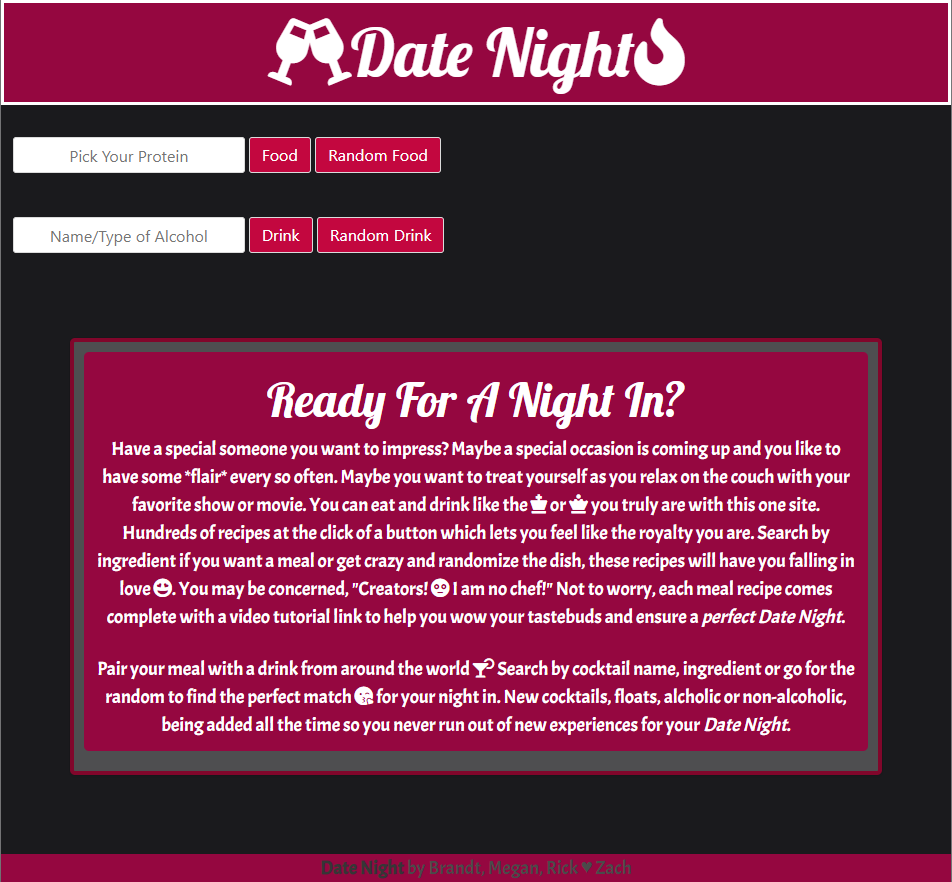 Date Night
Pick Your Protein Food Random Food
Name/Type of Alcohol Drink Random Drink
Ready For A Night In?
Have a special someone you want to impress? Maybe a special occasion is coming up and you like to
have some *flair* every so often. Maybe you want to treat yourself as you relax on the couch with your
favorite show or movie. You can eat and drink like the or you truly are with this one site.
Hundreds of recipes at the click of a button which lets you feel like the royalty you are. Search by
ingredient if you want a meal or get crazy and randomize the dish, these recipes will have you falling in
love . You may be concerned, "Creators! I am no chef!" Not to worry, each meal recipe comes
complete with a video tutorial link to help you wow your tastebuds and ensure a perfect Date Night.
Pair your meal with a drink from around the world Search by cocktail name, ingredient or go for the
random to find the perfect match for your night in. New cocktails, floats, alcholic or non-alcoholic,
being added all the time so you never run out of new experiences for your Date Night.
Date Night by Brandt, Megan, Rick ♥ Zach